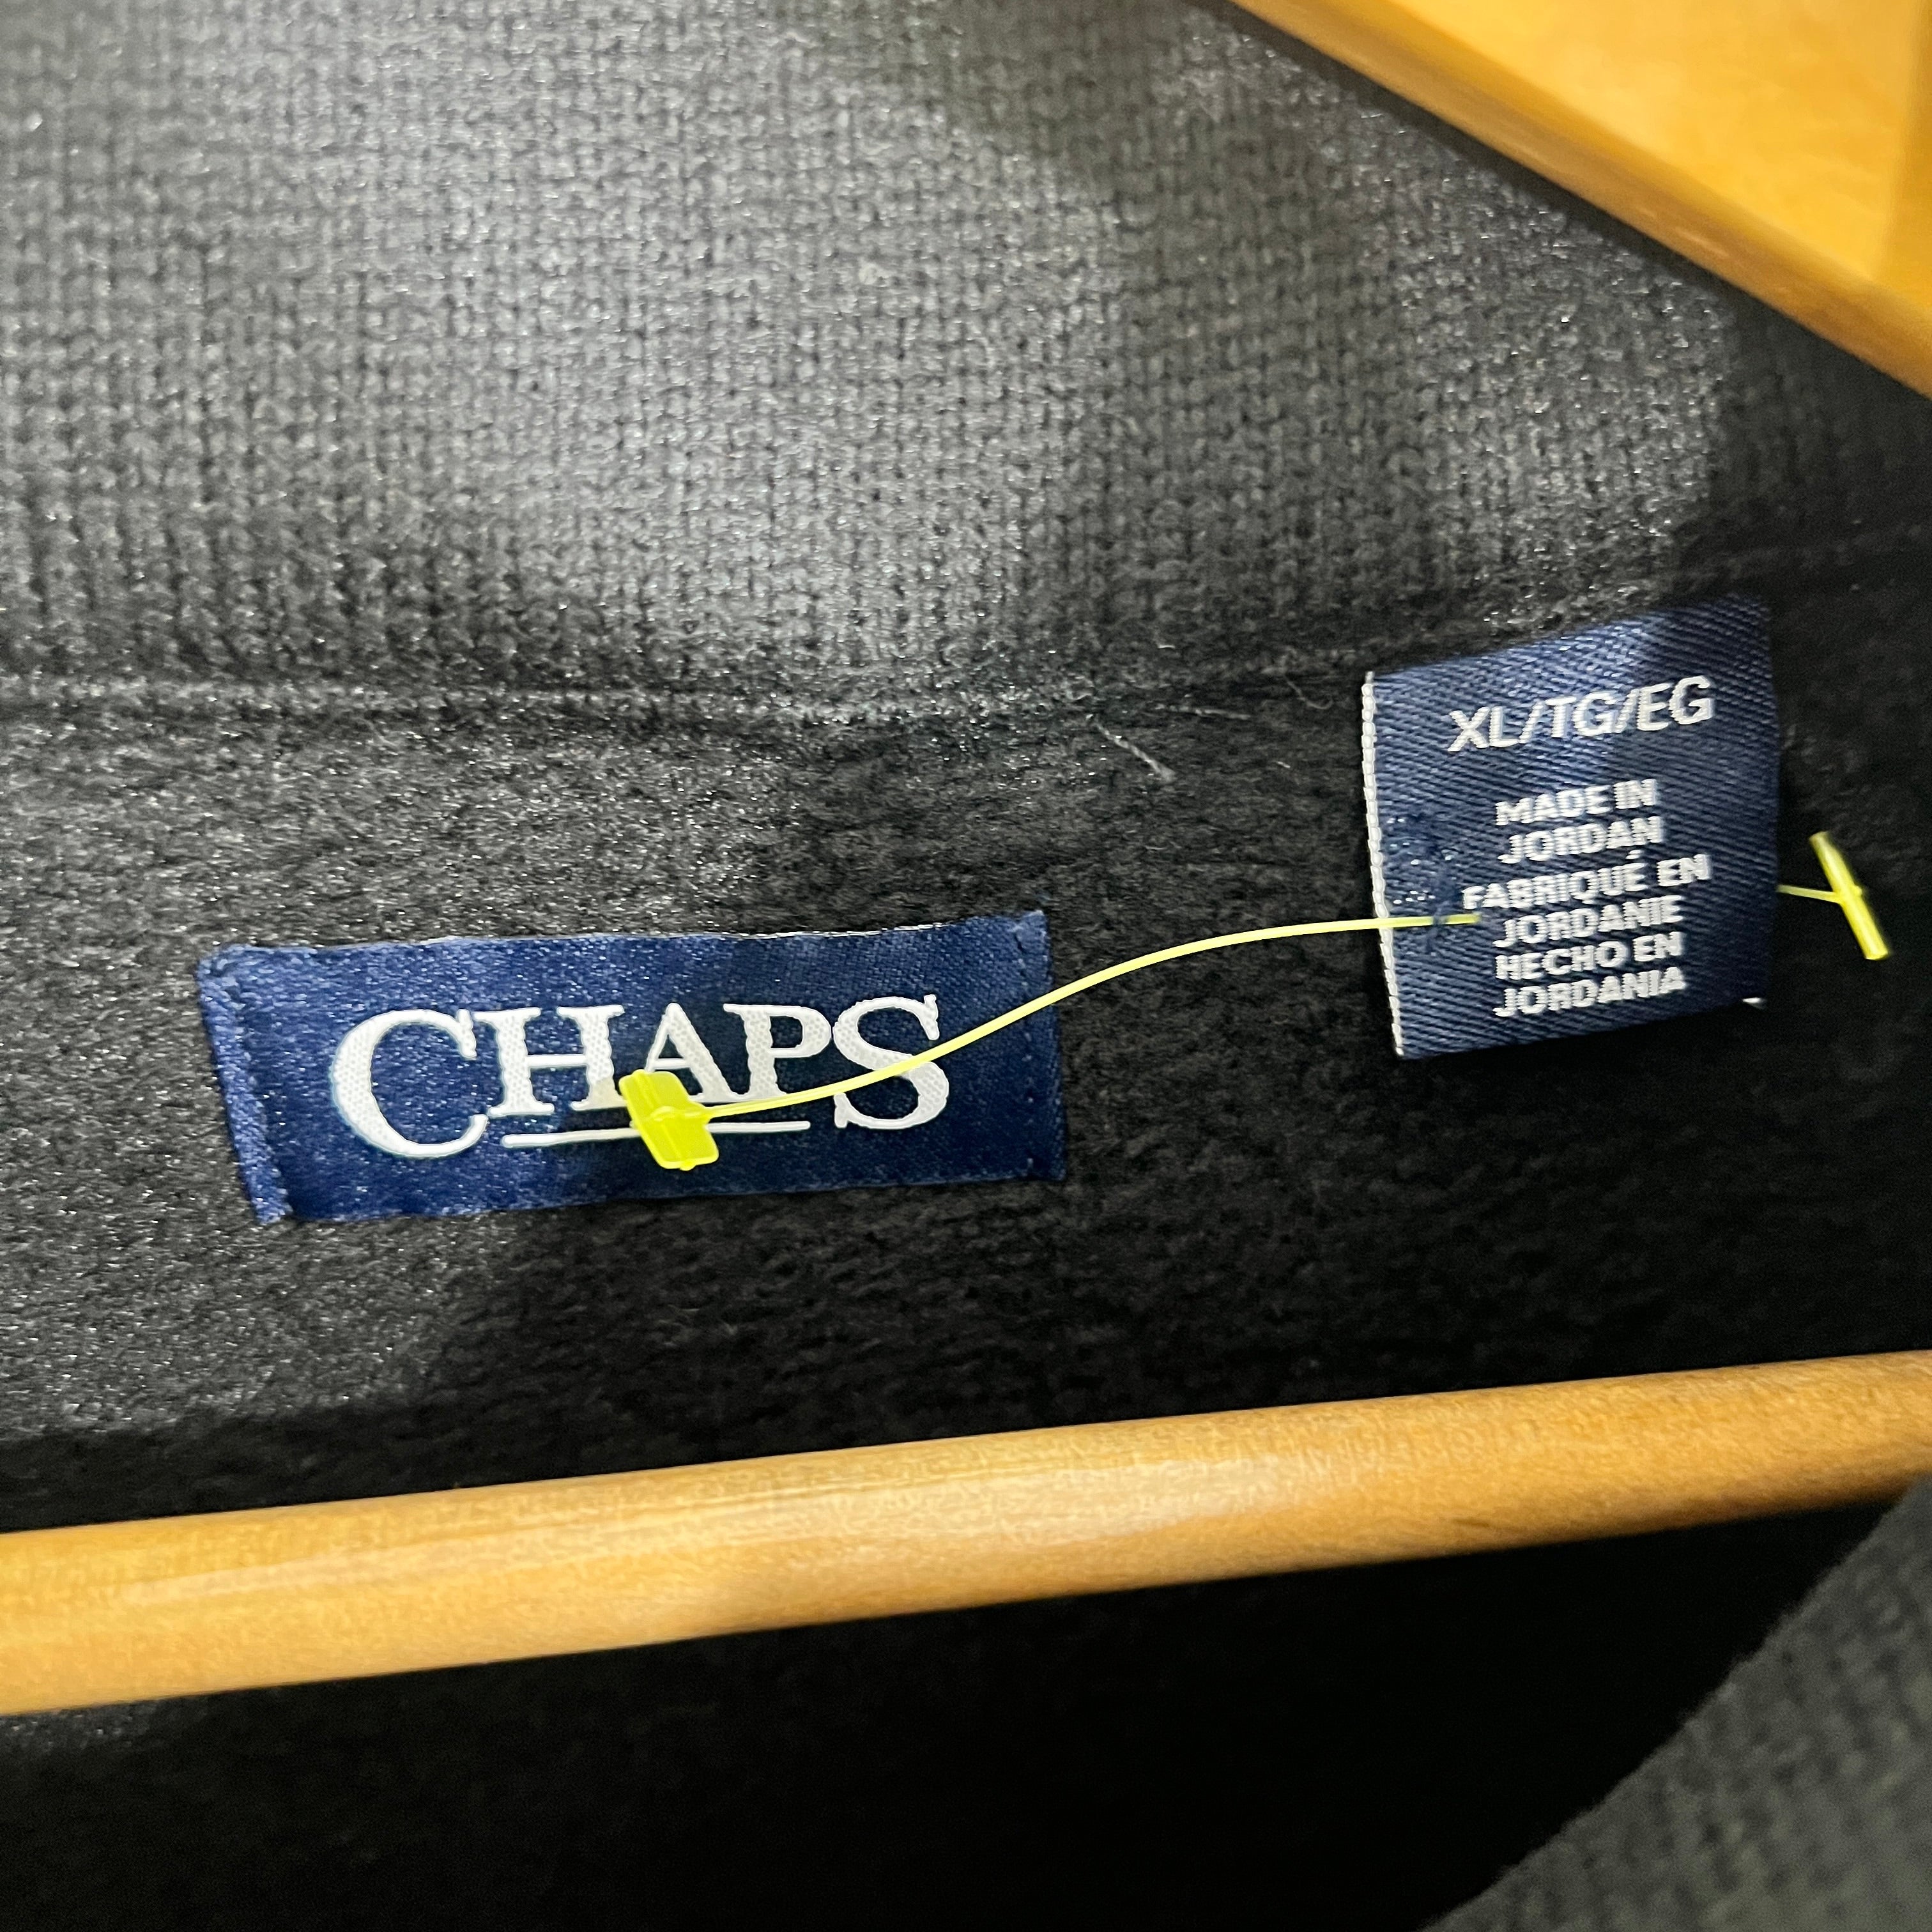 CHAPS
XL/TG/EG
MADE IN
JORDAN
FABRIQUÉ EN
JORDANIE
HECHO EN
JORDANIA